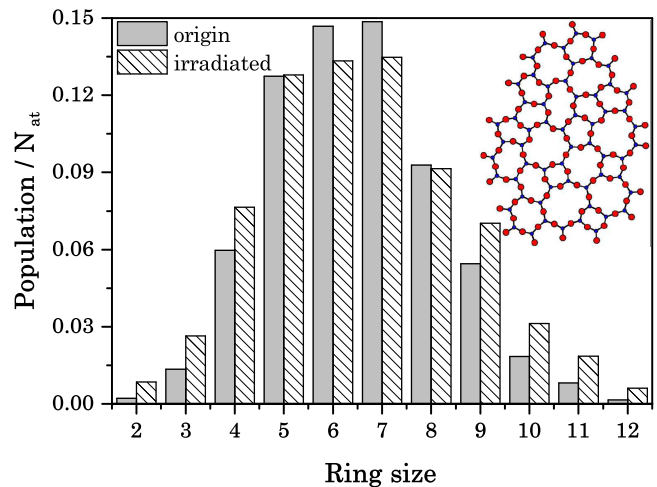 0.15
0.12
0.09
0.06
0.03
0.00
Population / N_at
origin
irradiated
2 3 4 5 6 7 8 9 10 11 12
Ring size